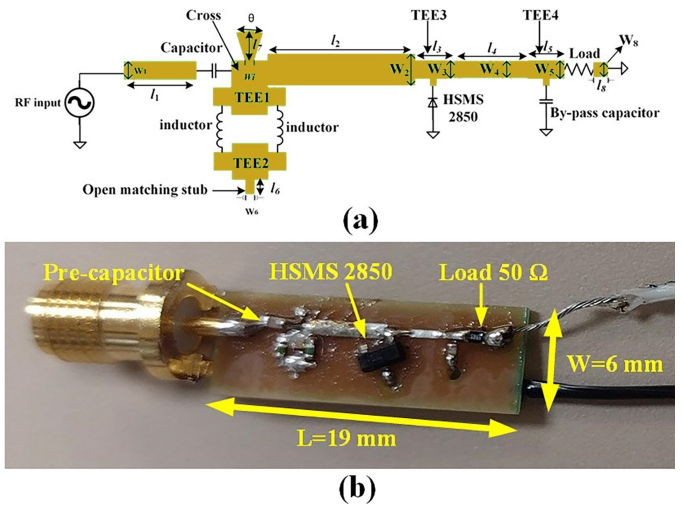 θ
Cross
TEE3
TEE4
Capacitor
l7
l2
l3
l4
l5
Load
W8
W1
Wi
W2
W3
W4
W5
l8
l1
RF input
TEE1
HSMS
2850
By-pass capacitor
inductor
inductor
TEE2
Open matching stub
l6
W6
(a)
Pre-capacitor
HSMS 2850
Load 50 Ω
W=6 mm
L=19 mm
(b)